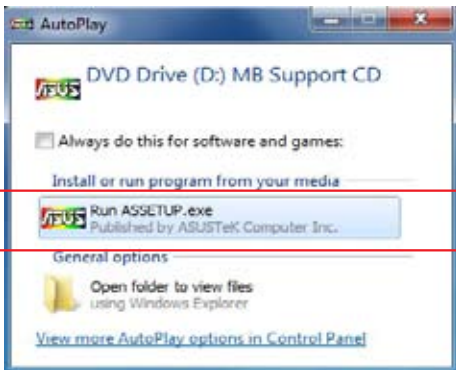 AutoPlay
DVD Drive (D:) MB Support CD
Always do this for software and games:
Install or run program from your media
Run ASSETUP.exe
Published by ASUSTeK Computer Inc.
General options
Open folder to view files
using Windows Explorer
View more AutoPlay options in Control Panel